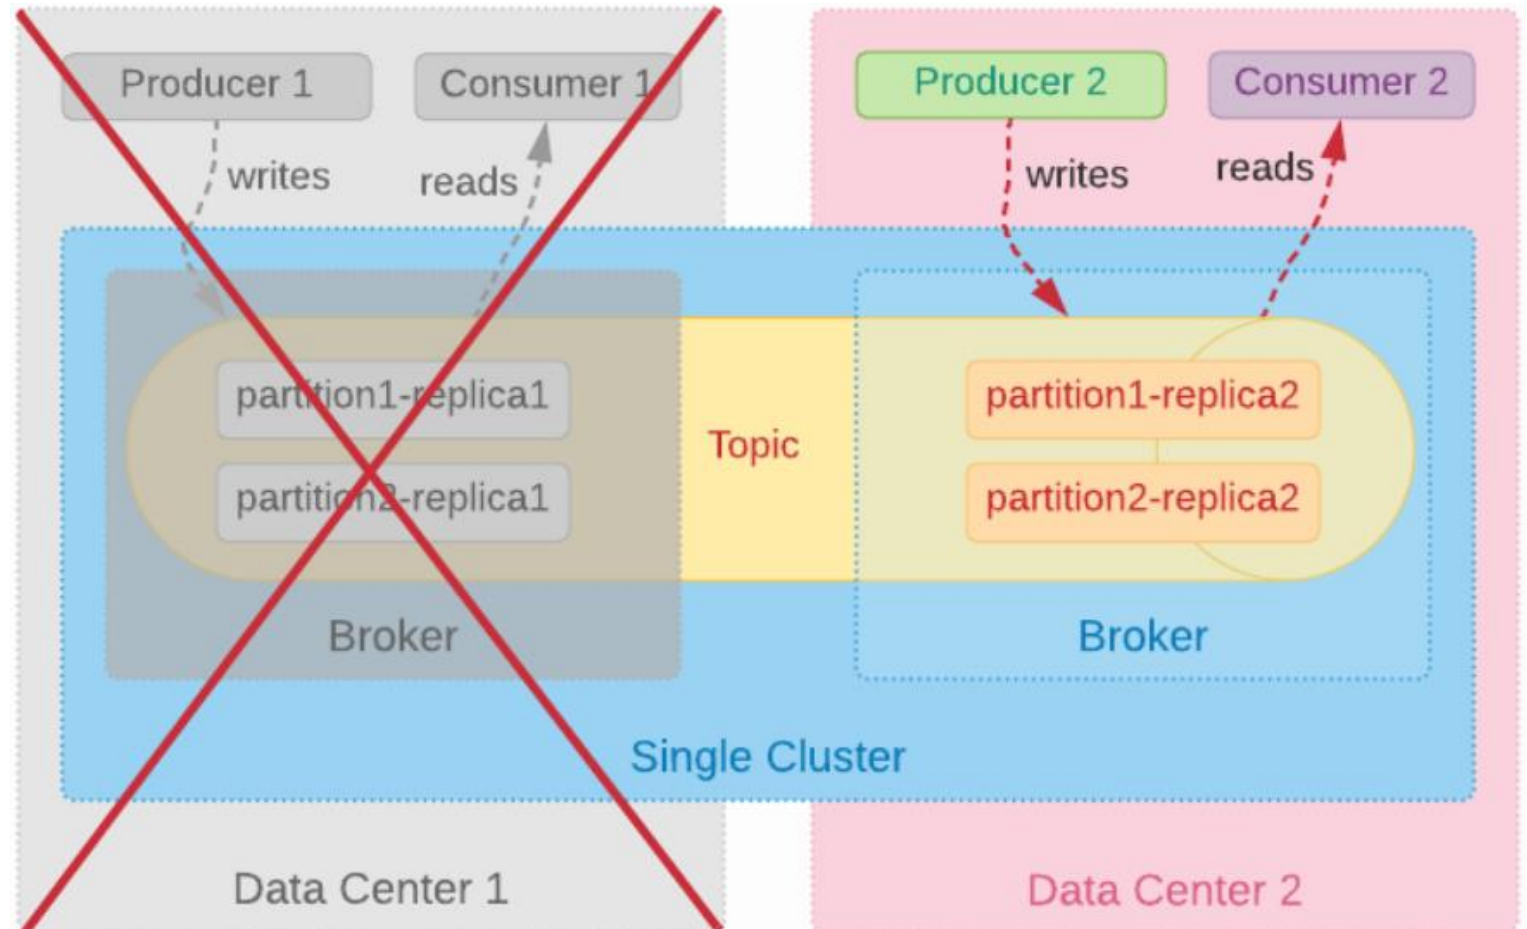 Producer 1
Consumer 1
writes
reads
partition1-replica1
partition2-replica1
Broker
Topic
Single Cluster
Data Center 1
Producer 2
Consumer 2
writes
reads
partition1-replica2
partition2-replica2
Broker
Data Center 2